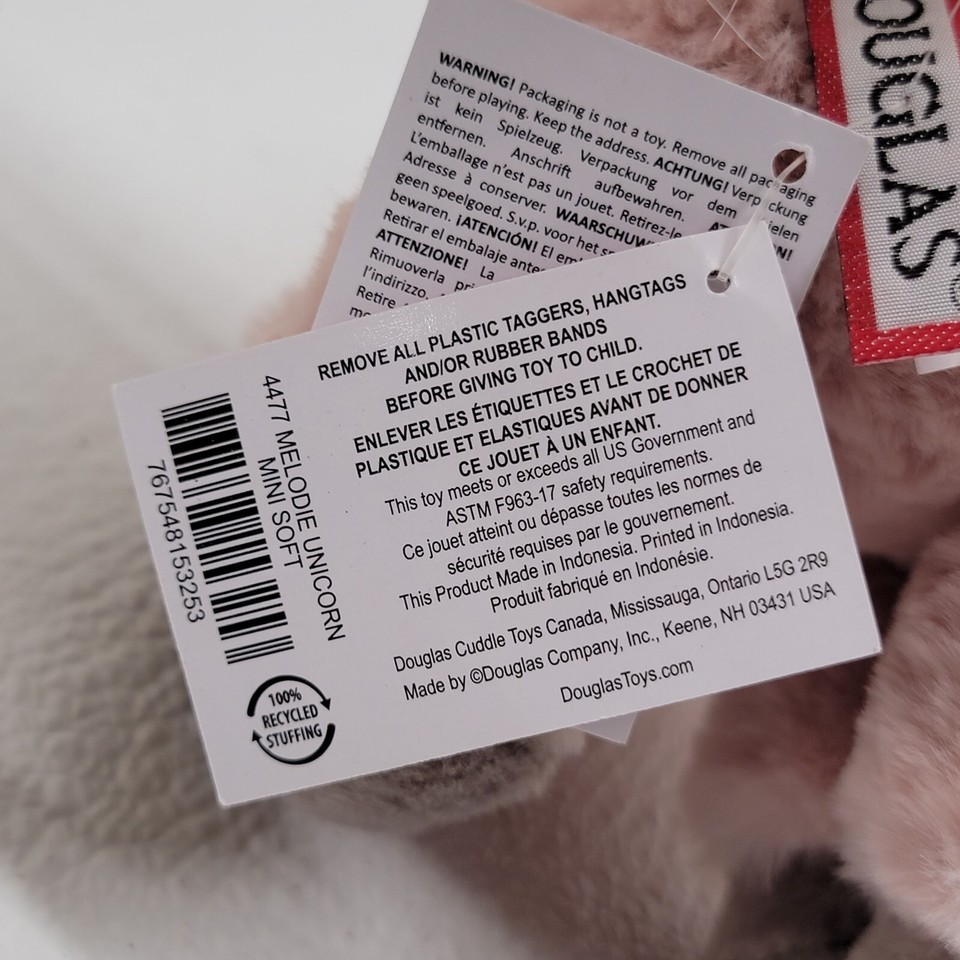 WARNING! Packaging is not a toy. Remove all packaging
before playing. Keep the address. ACHTUNG! Verpackung
ist kein Spielzeug. Verpackung vor dem Spielen
entfernen. Anschrift aufbewahren.
L'emballage n'est pas un jouet. Retirez-le
Adresse à conserver.
geen speelgoed. S.v.p. voor het
bewaren. ¡ATENCIÓN! El
Retirar el embalaje
ATTENZIONE! La
Rimuoverla
l'indirizzo.
Retire
OUGLAS
REMOVE ALL PLASTIC TAGGERS, HANGTAGS
AND/OR RUBBER BANDS
BEFORE GIVING TOY TO CHILD.
ENLEVER LES ÉTIQUETTES ET LE CROCHET DE
PLASTIQUE ET ELASTIQUES AVANT DE DONNER
CE JOUET À UN ENFANT.
This toy meets or exceeds all US Government and
ASTM F963-17 safety requirements.
Ce jouet atteint ou dépasse toutes les normes de
sécurité requises par le gouvernement.
This Product Made in Indonesia. Printed in Indonesia.
Produit fabriqué en Indonésie.
Douglas Cuddle Toys Canada, Mississauga, Ontario L5G 2R9
Made by ©Douglas Company, Inc., Keene, NH 03431 USA
DouglasToys.com
4477 MELODIE UNICORN
MINI SOFT
767548153253
100%
RECYCLED
STUFFING